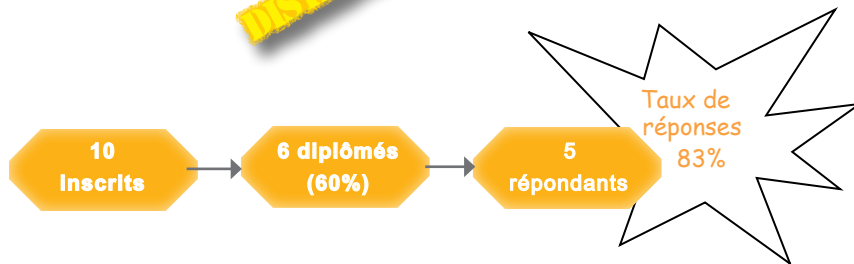 10
Inscrits
6 diplômés
(60%)
5
répondants
Taux de
réponses
83%